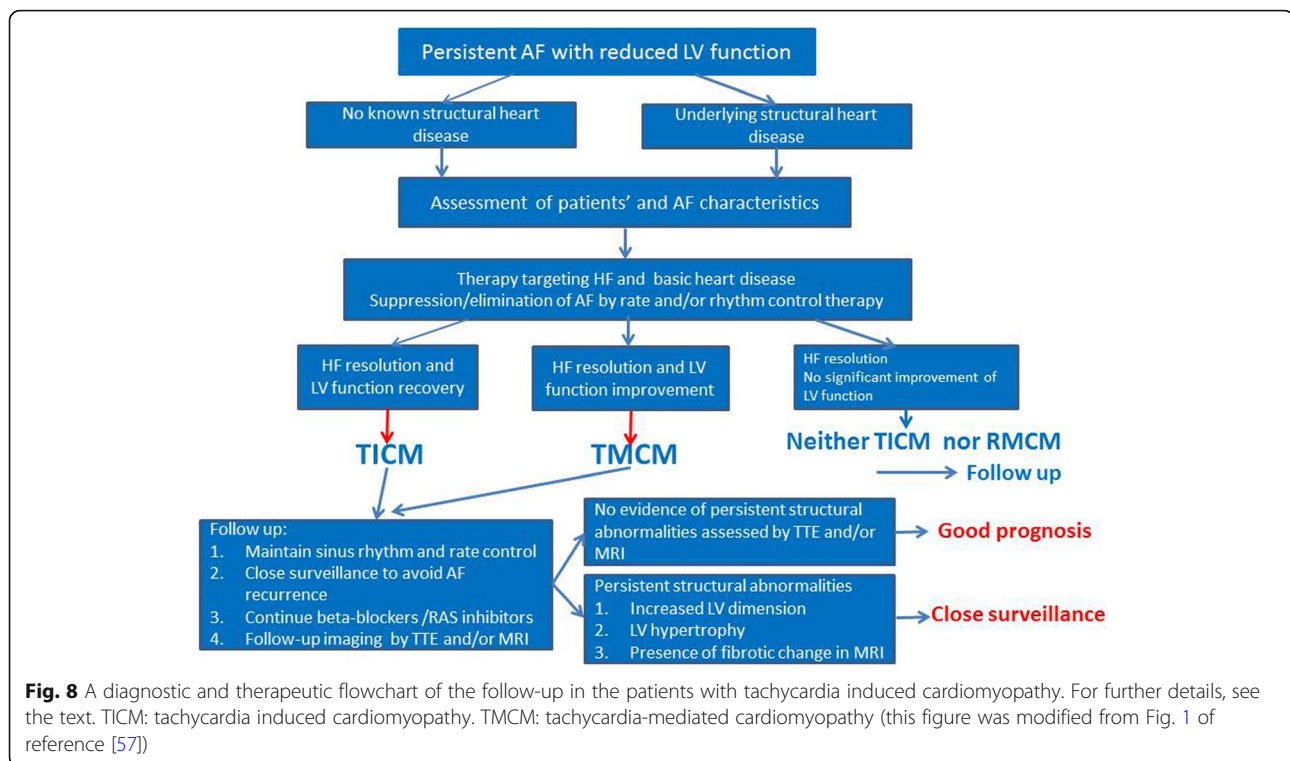 Persistent AF with reduced LV function
No known structural heart
disease
Underlying structural heart
disease
Assessment of patients' and AF characteristics
Therapy targeting HF and basic heart disease
Suppression/elimination of AF by rate and/or rhythm control therapy
HF resolution and
LV function recovery
HF resolution and LV
function improvement
HF resolution
No significant improvement of
LV function
TICM
TMCM
Neither TICM nor RMCM
Follow up
Follow up:
1. Maintain sinus rhythm and rate control
2. Close surveillance to avoid AF
recurrence
3. Continue beta-blockers /RAS inhibitors
4. Follow-up imaging by TTE and/or MRI
No evidence of persistent structural
abnormalities assessed by TTE and/or
MRI
Good prognosis
Persistent structural abnormalities
1. Increased LV dimension
2. LV hypertrophy
3. Presence of fibrotic change in MRI
Close surveillance
Fig. 8 A diagnostic and therapeutic flowchart of the follow-up in the patients with tachycardia induced cardiomyopathy. For further details, see
the text. TICM: tachycardia induced cardiomyopathy. TMCM: tachycardia-mediated cardiomyopathy (this figure was modified from Fig. 1 of
reference [57])